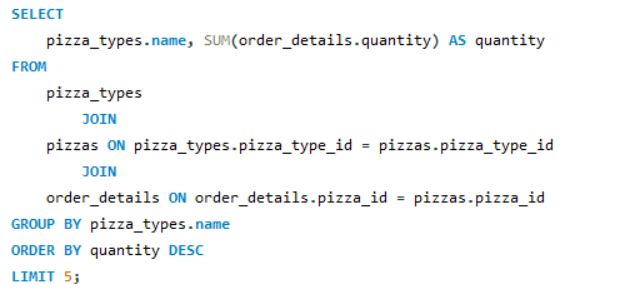 SELECT
    pizza_types.name, SUM(order_details.quantity) AS quantity
FROM
    pizza_types
        JOIN
    pizzas ON pizza_types.pizza_type_id = pizzas.pizza_type_id
        JOIN
    order_details ON order_details.pizza_id = pizzas.pizza_id
GROUP BY pizza_types.name
ORDER BY quantity DESC
LIMIT 5;